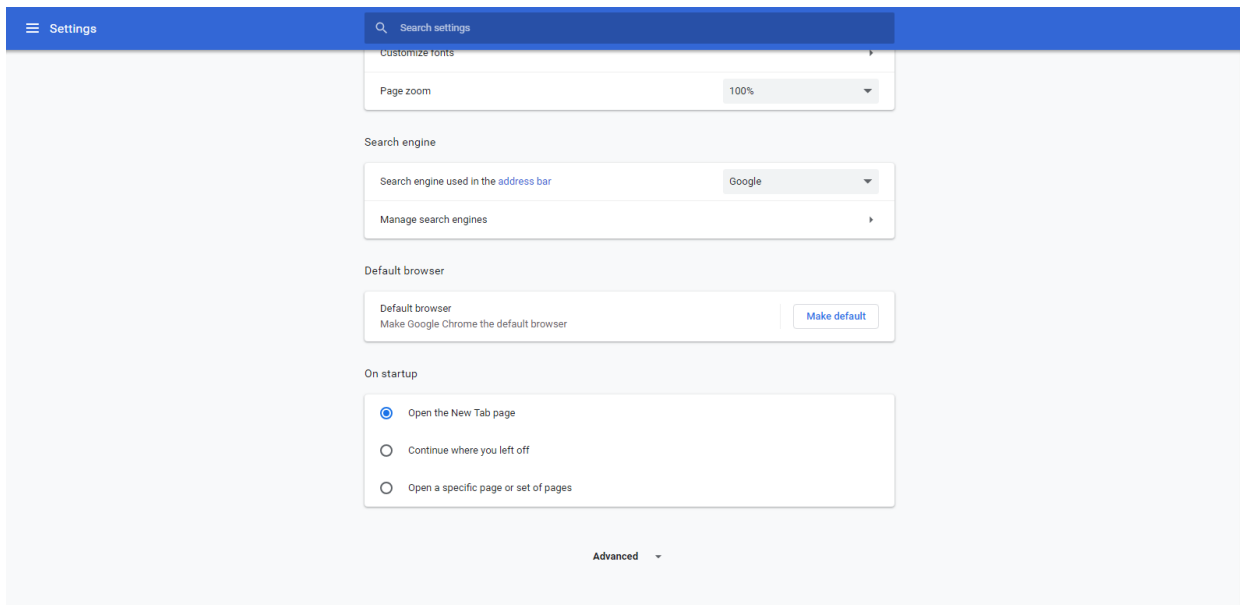 Settings
Search settings
Customize fonts
Page zoom
100%
Search engine
Search engine used in the address bar
Google
Manage search engines
Default browser
Default browser
Make Google Chrome the default browser
Make default
On startup
Open the New Tab page
Continue where you left off
Open a specific page or set of pages
Advanced